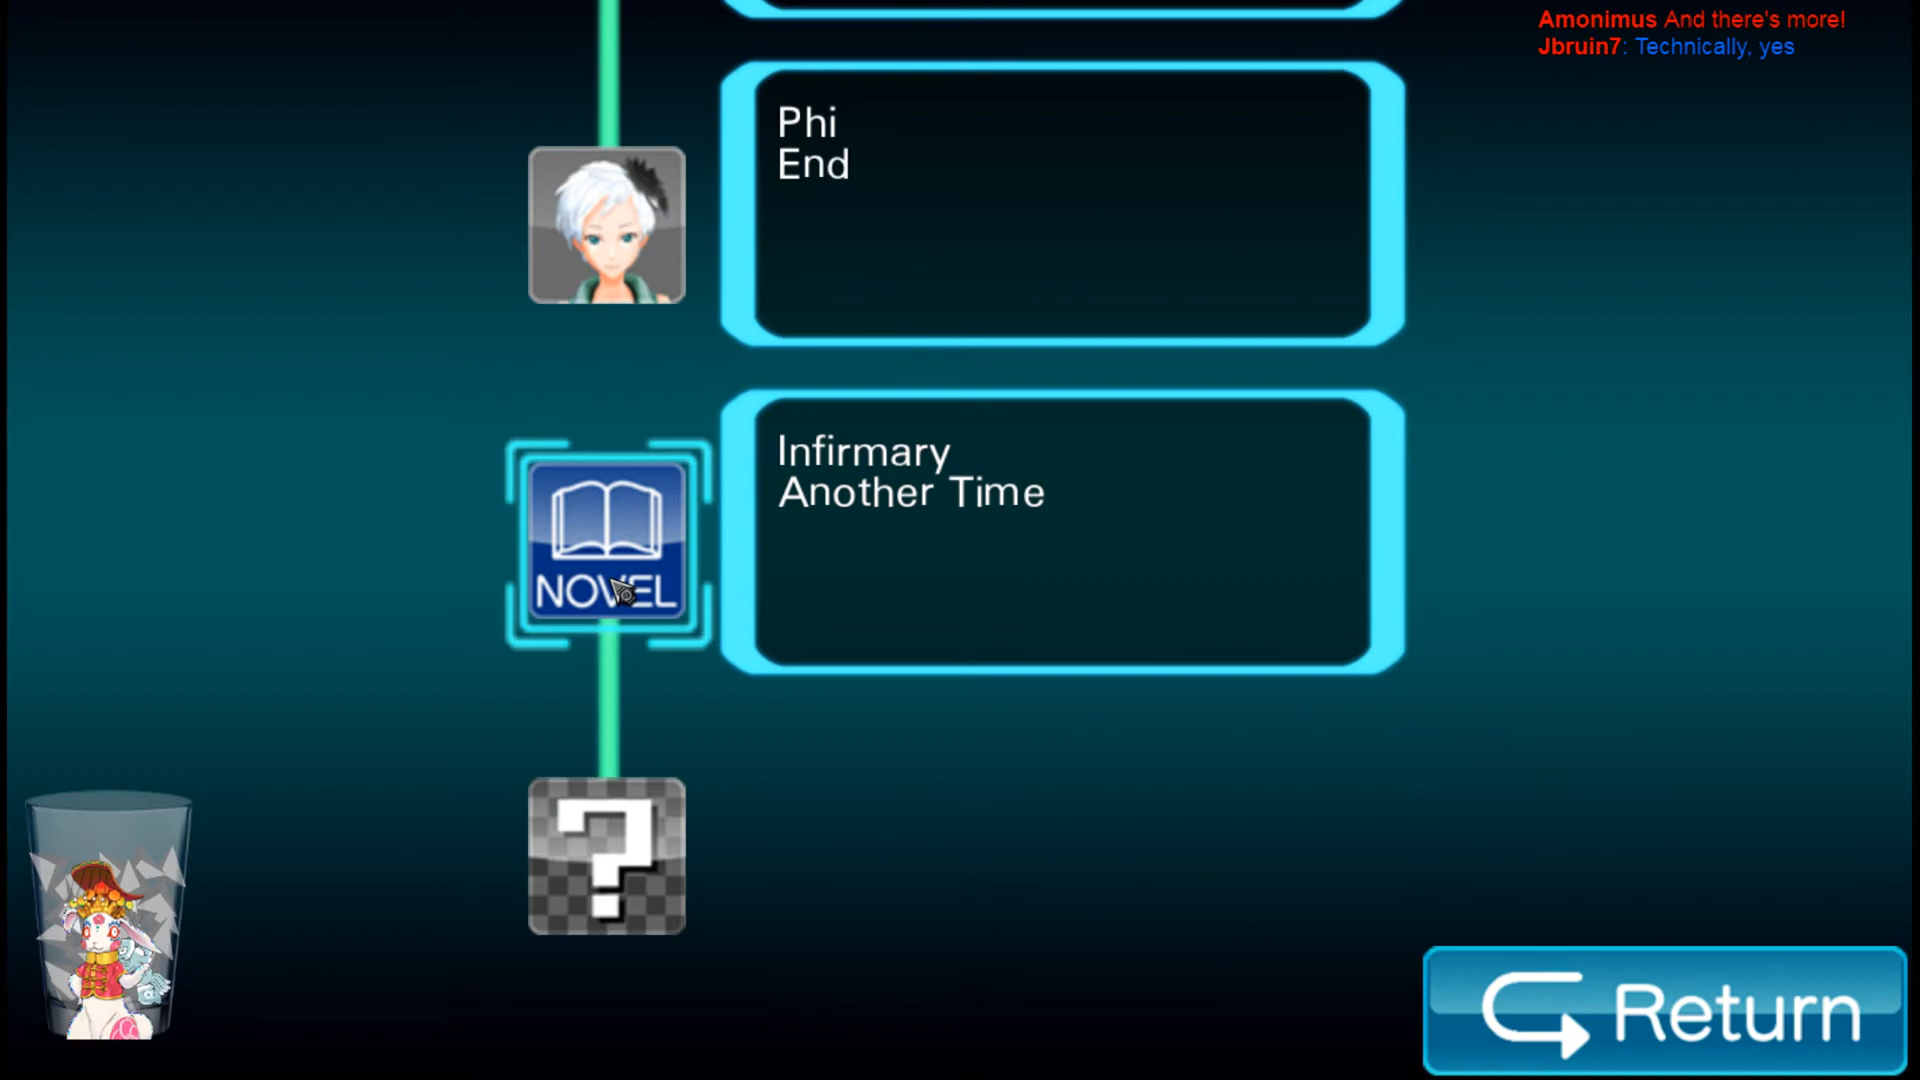 Amonimus And there's more!
Jbruin7: Technically, yes
Phi
End
Infirmary
Another Time
NOVEL
?
Return